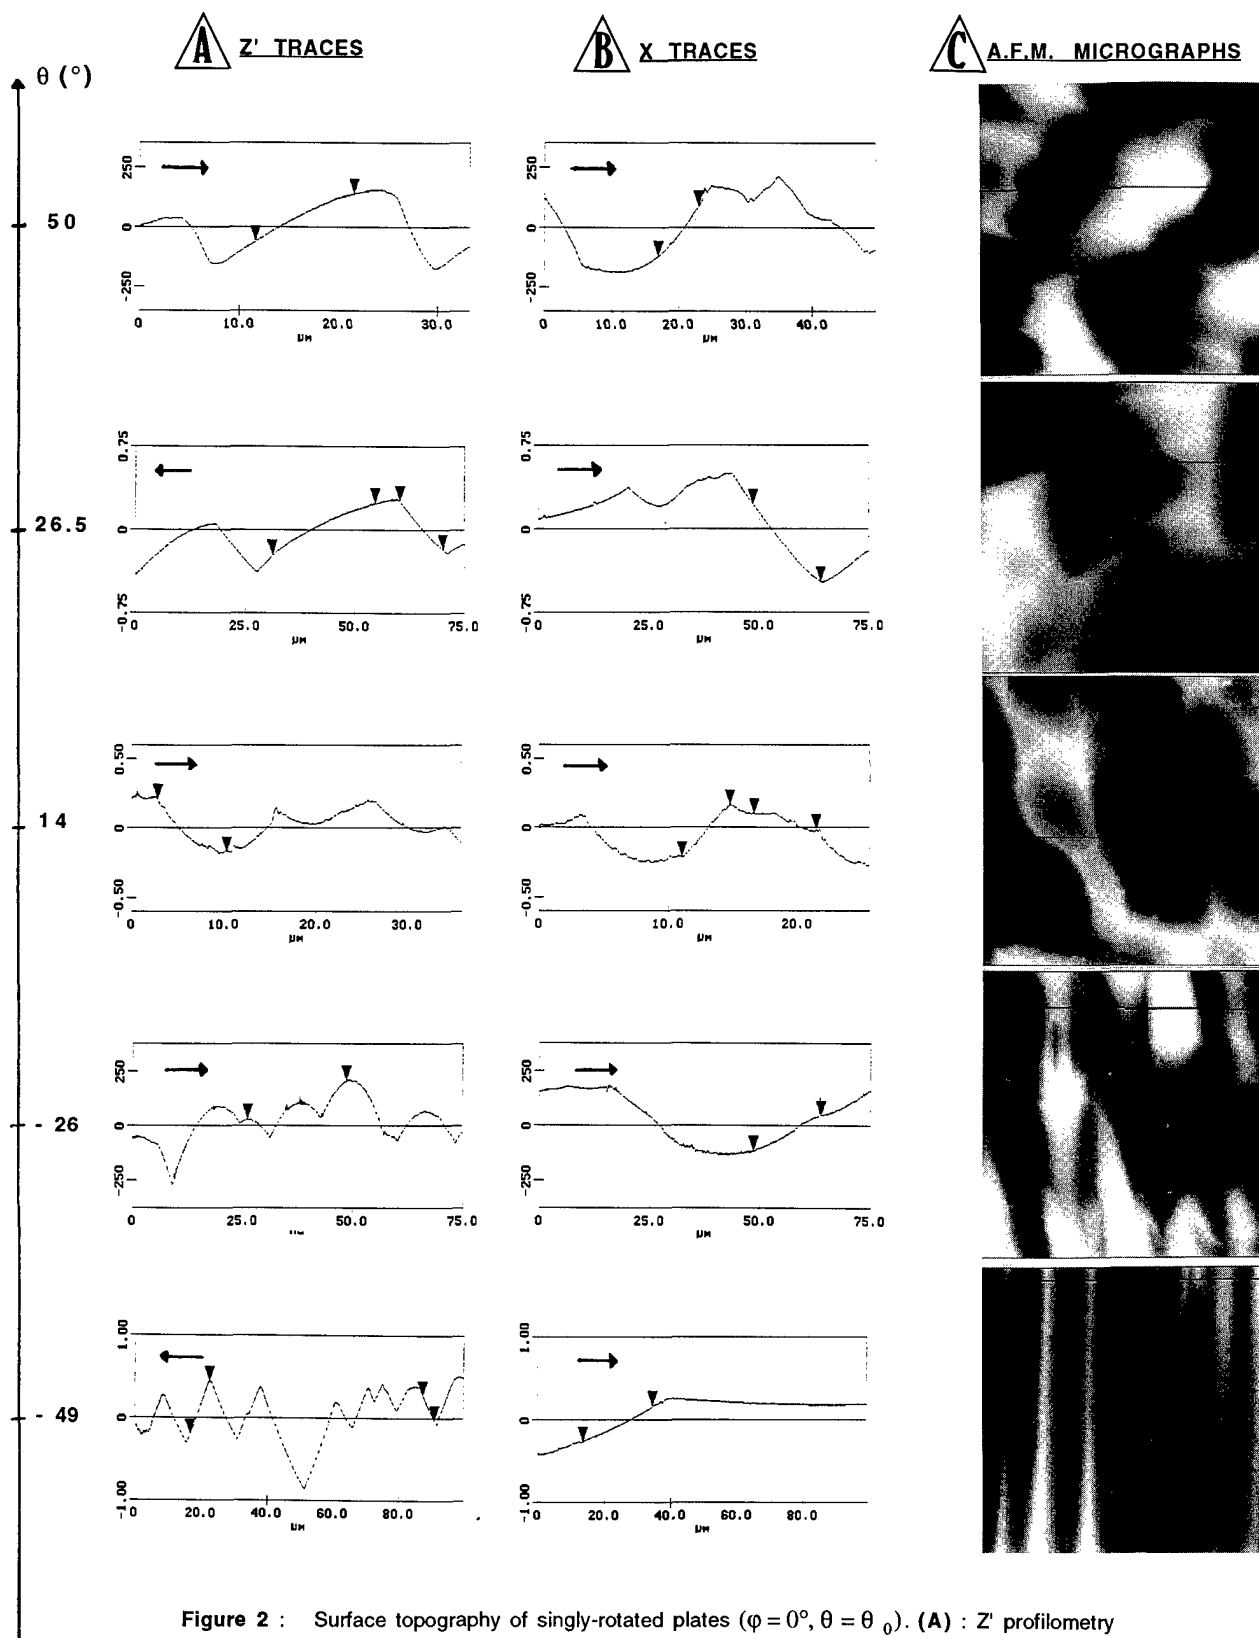 A Z' TRACES B X TRACES C A.F.M. MICROGRAPHS
θ (°)
50
250
0
-250
0 10.0 20.0 30.0
µM
250
0
-250
0 10.0 20.0 30.0 40.0
µM
26.5
0.75
0
-0.75
0 25.0 50.0 75.0
µM
0.75
0
-0.75
0 25.0 50.0 75.0
µM
14
0.50
0
-0.50
0 10.0 20.0 30.0
µM
0.50
0
-0.50
0 10.0 20.0
µM
- 26
250
0
-250
0 25.0 50.0 75.0
250
0
-250
0 25.0 50.0 75.0
µM
- 49
1.00
0
-1.00
0 20.0 40.0 60.0 80.0
µM
1.00
0
-1.00
0 20.0 40.0 60.0 80.0
µM
Figure 2 : Surface topography of singly-rotated plates (φ = 0°, θ = θ 0). (A) : Z' profilometry